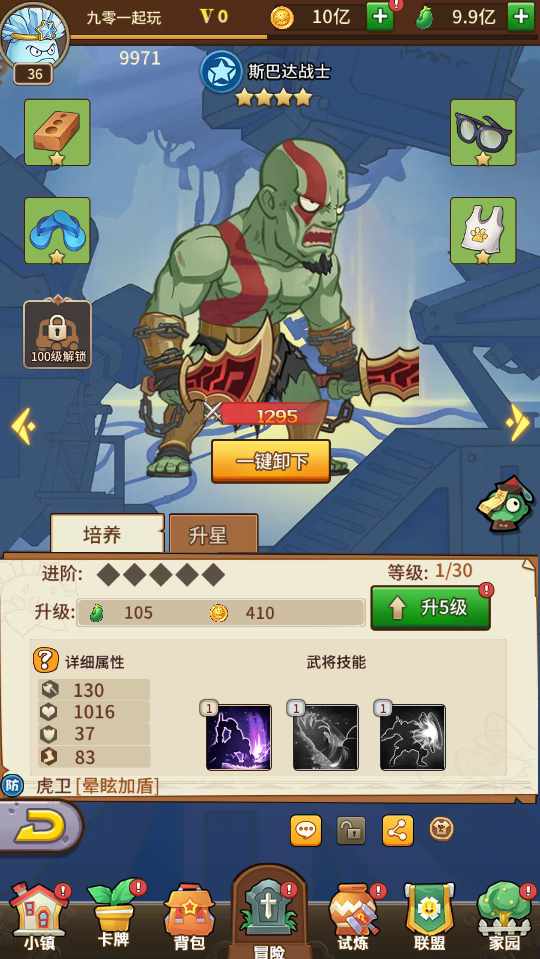 九零一起玩
V0
10亿
9.9亿
36
9971
斯巴达战士
100级解锁
1295
一键卸下
培养
升星
进阶:
等级: 1/30
升级: 105 410
升5级
详细属性
武将技能
130
1016
37
83
1
1
1
防 虎卫 [晕眩加盾]
小镇
卡牌
背包
冒险
试炼
联盟
家园